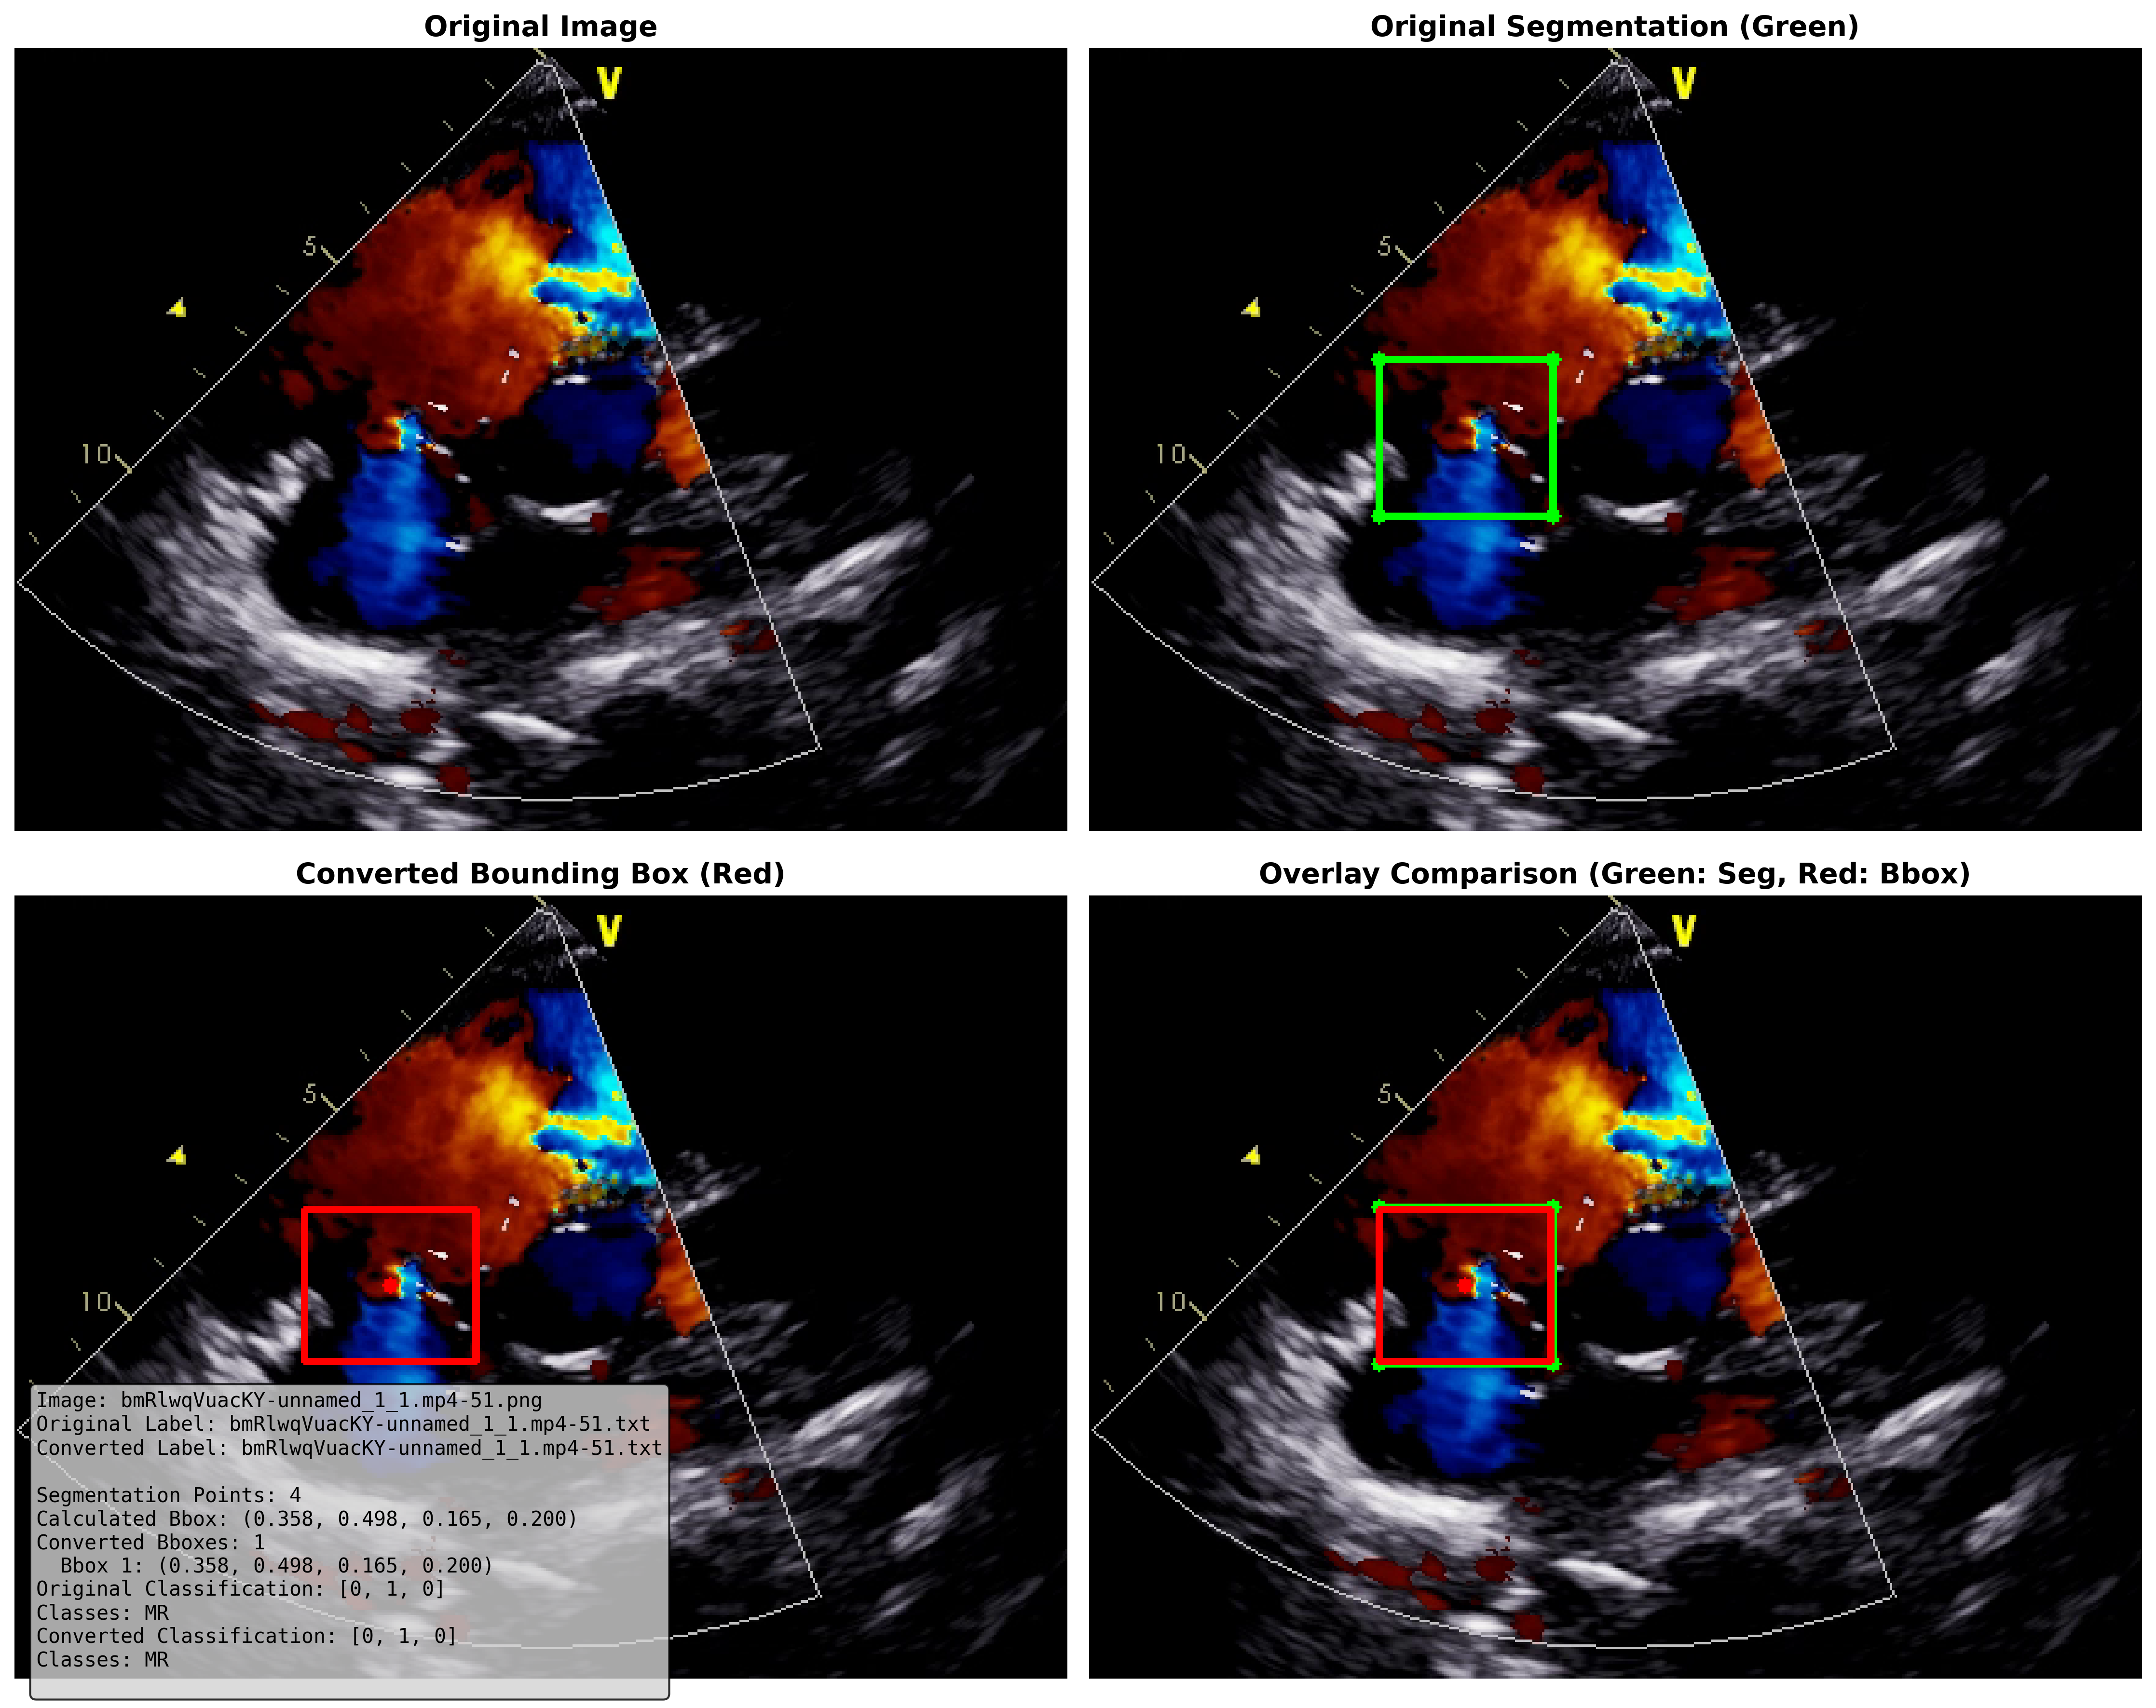 Original Image
Original Segmentation (Green)
V
5
10
V
5
10
Converted Bounding Box (Red)
Overlay Comparison (Green: Seg, Red: Bbox)
V
5
10
V
5
10
Image: bmRlwqVuacKY-unnamed_1_1.mp4-51.png
Original Label: bmRlwqVuacKY-unnamed_1_1.mp4-51.txt
Converted Label: bmRlwqVuacKY-unnamed_1_1.mp4-51.txt
Segmentation Points: 4
Calculated Bbox: (0.358, 0.498, 0.165, 0.200)
Converted Bboxes: 1
Bbox 1: (0.358, 0.498, 0.165, 0.200)
Original Classification: [0, 1, 0]
Classes: MR
Converted Classification: [0, 1, 0]
Classes: MR